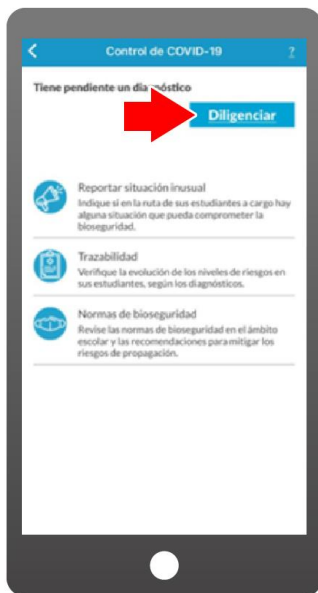 Control de COVID-19 ?
Tiene pendiente un diagnóstico
Diligenciar
Reportar situación inusual
Indique si en la ruta de sus estudiantes a cargo hay
alguna situación que pueda comprometer la
bioseguridad.
Trazabilidad
Verifique la evolución de los niveles de riesgos en
sus estudiantes, según los diagnósticos.
Normas de bioseguridad
Revise las normas de bioseguridad en el ámbito
escolar y las recomendaciones para mitigar los
riesgos de propagación.